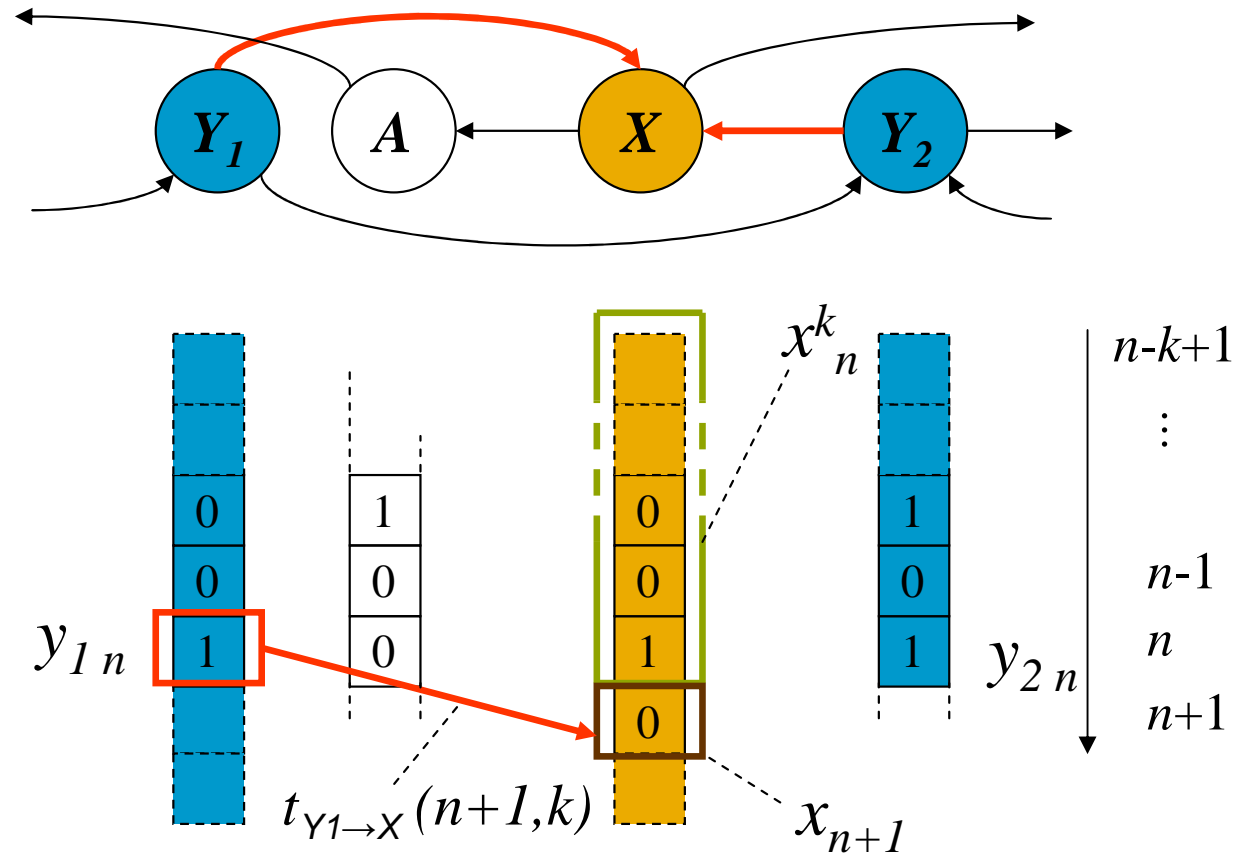 Y1 A X Y2
x^k_n n-k+1
⋮
0 1 0 1
0 0 0 0 n-1
y1 n 1 0 1 1 y2 n n
0 n+1
tY1→X(n+1,k) xn+1